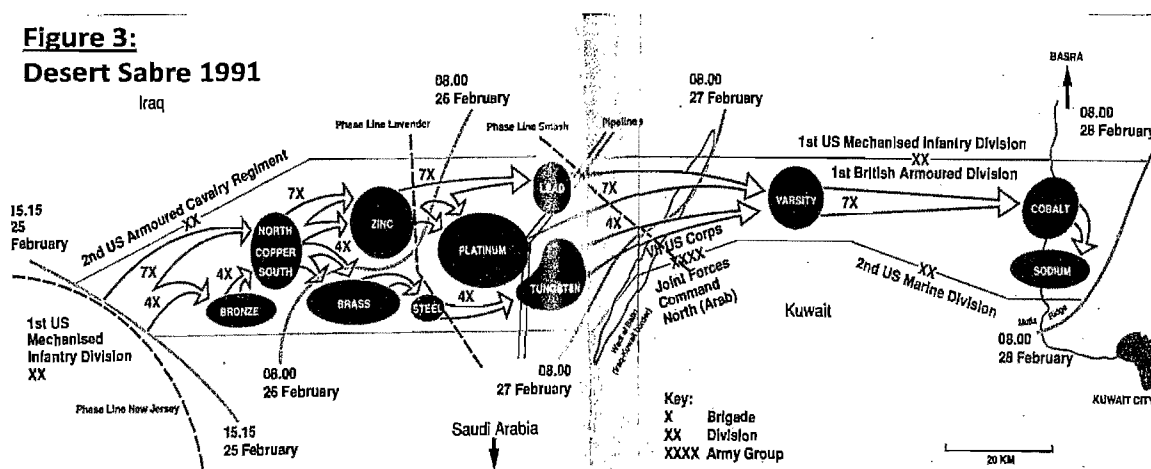 Figure 3:
Desert Sabre 1991
Iraq
08.00
26 February
Phase Line Lavender
Phase Line Smash
Pipelines
08.00
27 February
BASRA
08.00
28 February
1st US Mechanised Infantry Division
XX
1st British Armoured Division
2nd US Armoured Cavalry Regiment
XX
15.15
25
February
7X
7X
7X
4X
4X
4X
4X
7X
4X
7X
NORTH
COPPER
SOUTH
ZINC
BRONZE
BRASS
STEEL
PLATINUM
LEAD
TUNGSTEN
VARSITY
COBALT
SODIUM
1st US
Mechanised
Infantry Division
XX
Phase Line New Jersey
15.15
25 February
08.00
26 February
08.00
27 February
Saudi Arabia
VII US Corps
XXXX
Joint Forces
Command
North (Arab)
Wadi al Batin
XX
2nd US Marine Division
Kuwait
Mutla Ridge
08.00
28 February
KUWAIT CITY
Key:
X Brigade
XX Division
XXXX Army Group
20 KM